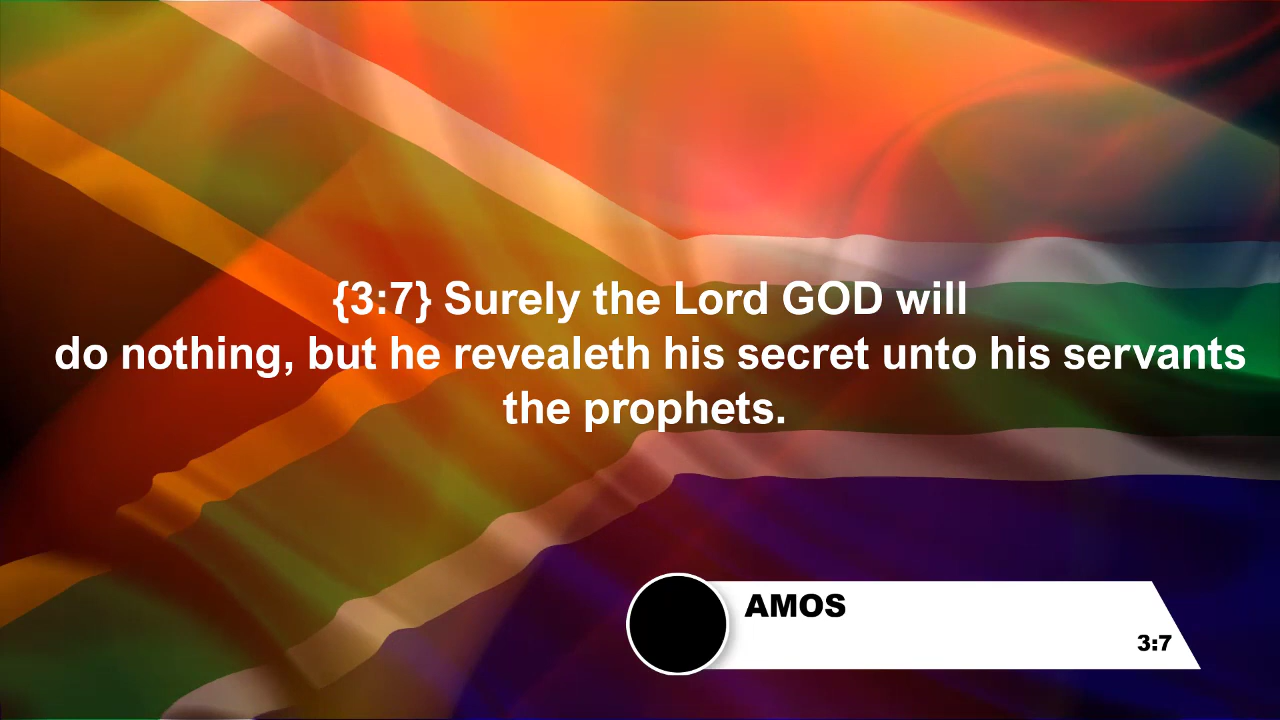 {3:7} Surely the Lord GOD will
do nothing, but he revealeth his secret unto his servants
the prophets.
AMOS
3:7